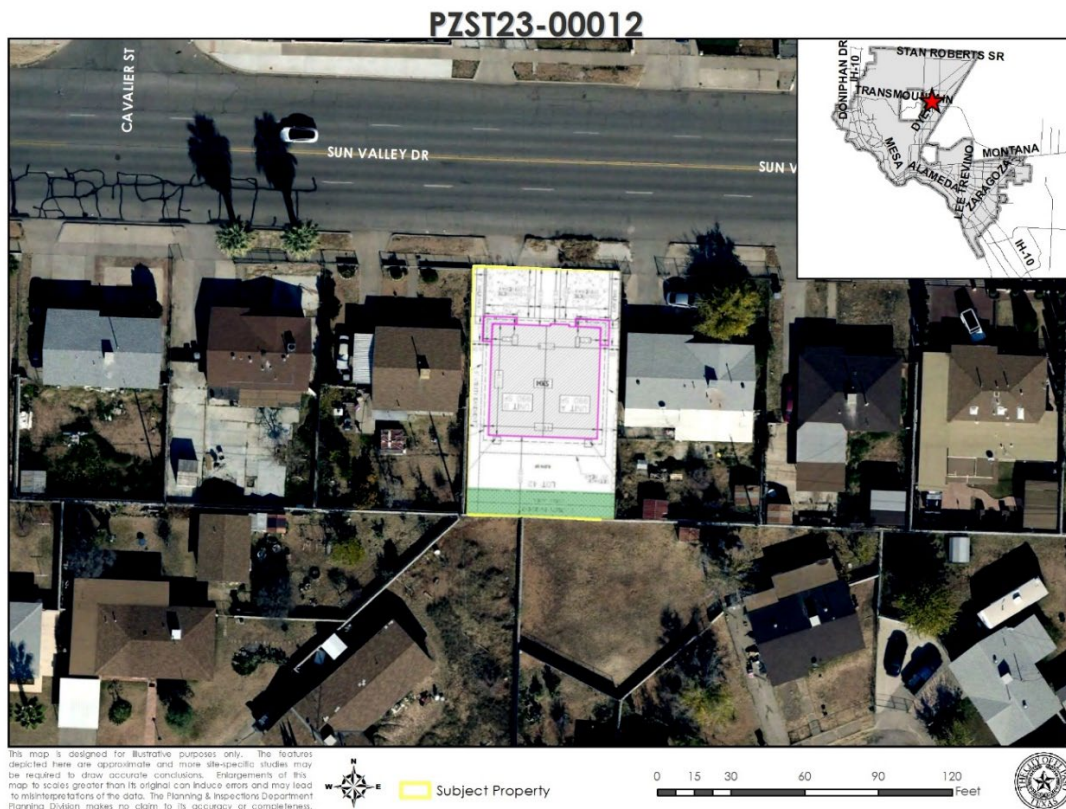 PZST23-00012
CAVALIER ST
SUN VALLEY DR
SUN V
STAN ROBERTS SR
DONIPHAN DR
IH-10
TRANSMOUNTAIN
DYER
MESA
MONTANA
ALAMEDA
LEE TREVINO
ZARAGOZA
IH-10
LOT 42
This map is designed for illustrative purposes only. The features
depicted here are approximate and more site-specific studies may
be required to draw accurate conclusions. Enlargements of this
map to scales greater than its original can induce errors and may lead
to misinterpretations of the data. The Planning & Inspections Department
Planning Division makes no claim to its accuracy or completeness.
N
W E
S
Subject Property
0 15 30 60 90 120
Feet